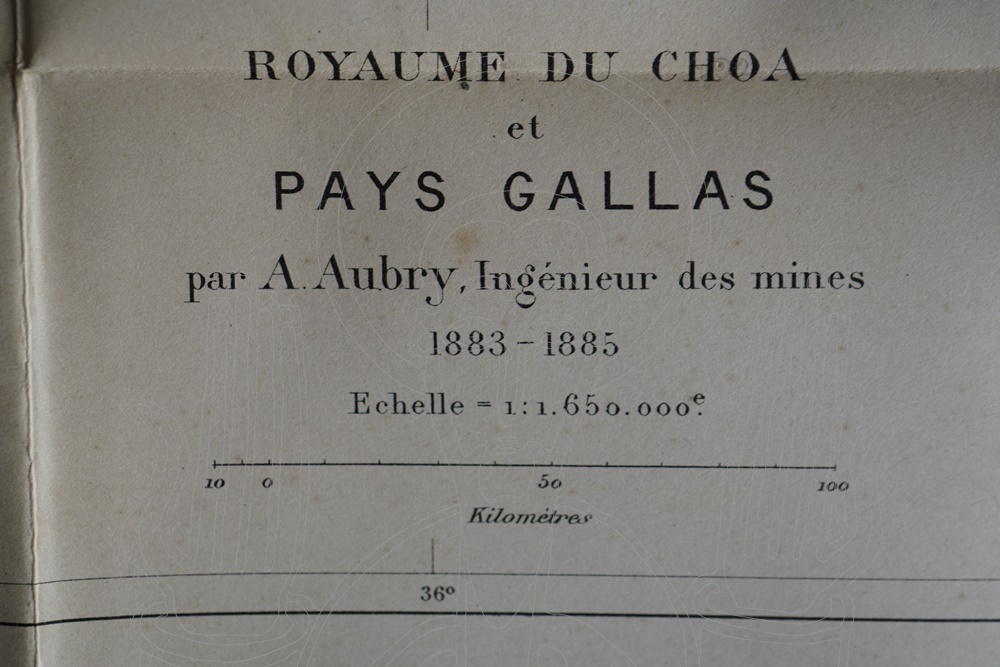 ROYAUME DU CHOA
et
PAYS GALLAS
par A. Aubry, Ingénieur des mines
1883-1885
Echelle = 1:1.650.000e.
10 0 50 100
Kilométres
36°